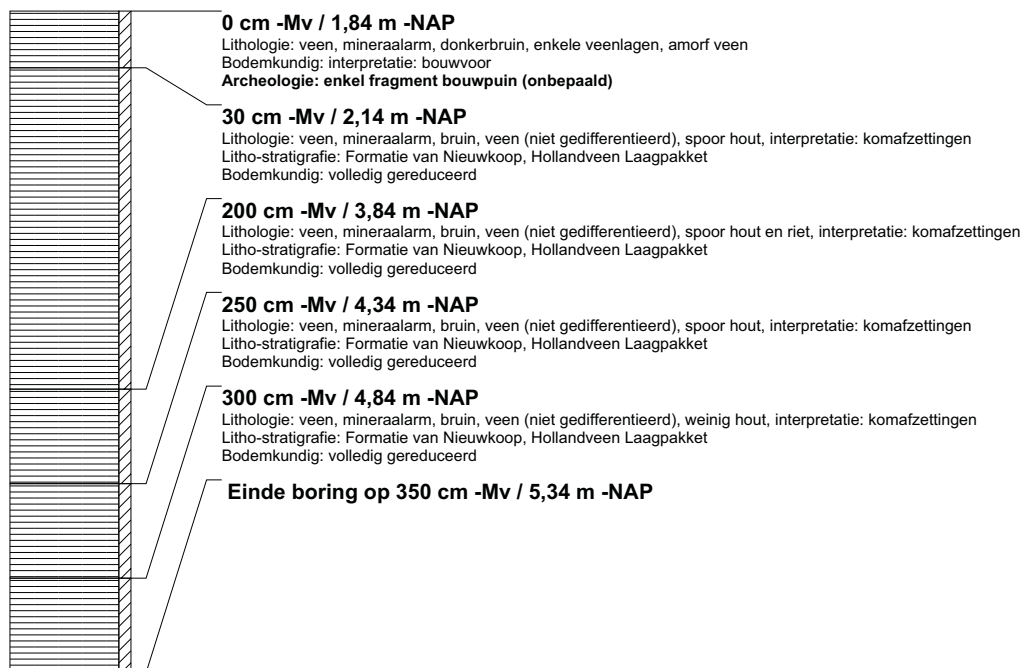 0 cm -Mv / 1,84 m -NAP
Lithologie: veen, mineraalarm, donkerbruin, enkele veenlagen, amorf veen
Bodemkundig: interpretatie: bouwvoor
Archeologie: enkel fragment bouwpuin (onbepaald)
30 cm -Mv / 2,14 m -NAP
Lithologie: veen, mineraalarm, bruin, veen (niet gedifferentieerd), spoor hout, interpretatie: komafzettingen
Litho-stratigrafie: Formatie van Nieuwkoop, Hollandveen Laagpakket
Bodemkundig: volledig gereduceerd
200 cm -Mv / 3,84 m -NAP
Lithologie: veen, mineraalarm, bruin, veen (niet gedifferentieerd), spoor hout en riet, interpretatie: komafzettingen
Litho-stratigrafie: Formatie van Nieuwkoop, Hollandveen Laagpakket
Bodemkundig: volledig gereduceerd
250 cm -Mv / 4,34 m -NAP
Lithologie: veen, mineraalarm, bruin, veen (niet gedifferentieerd), spoor hout, interpretatie: komafzettingen
Litho-stratigrafie: Formatie van Nieuwkoop, Hollandveen Laagpakket
Bodemkundig: volledig gereduceerd
300 cm -Mv / 4,84 m -NAP
Lithologie: veen, mineraalarm, bruin, veen (niet gedifferentieerd), weinig hout, interpretatie: komafzettingen
Litho-stratigrafie: Formatie van Nieuwkoop, Hollandveen Laagpakket
Bodemkundig: volledig gereduceerd
Einde boring op 350 cm -Mv / 5,34 m -NAP